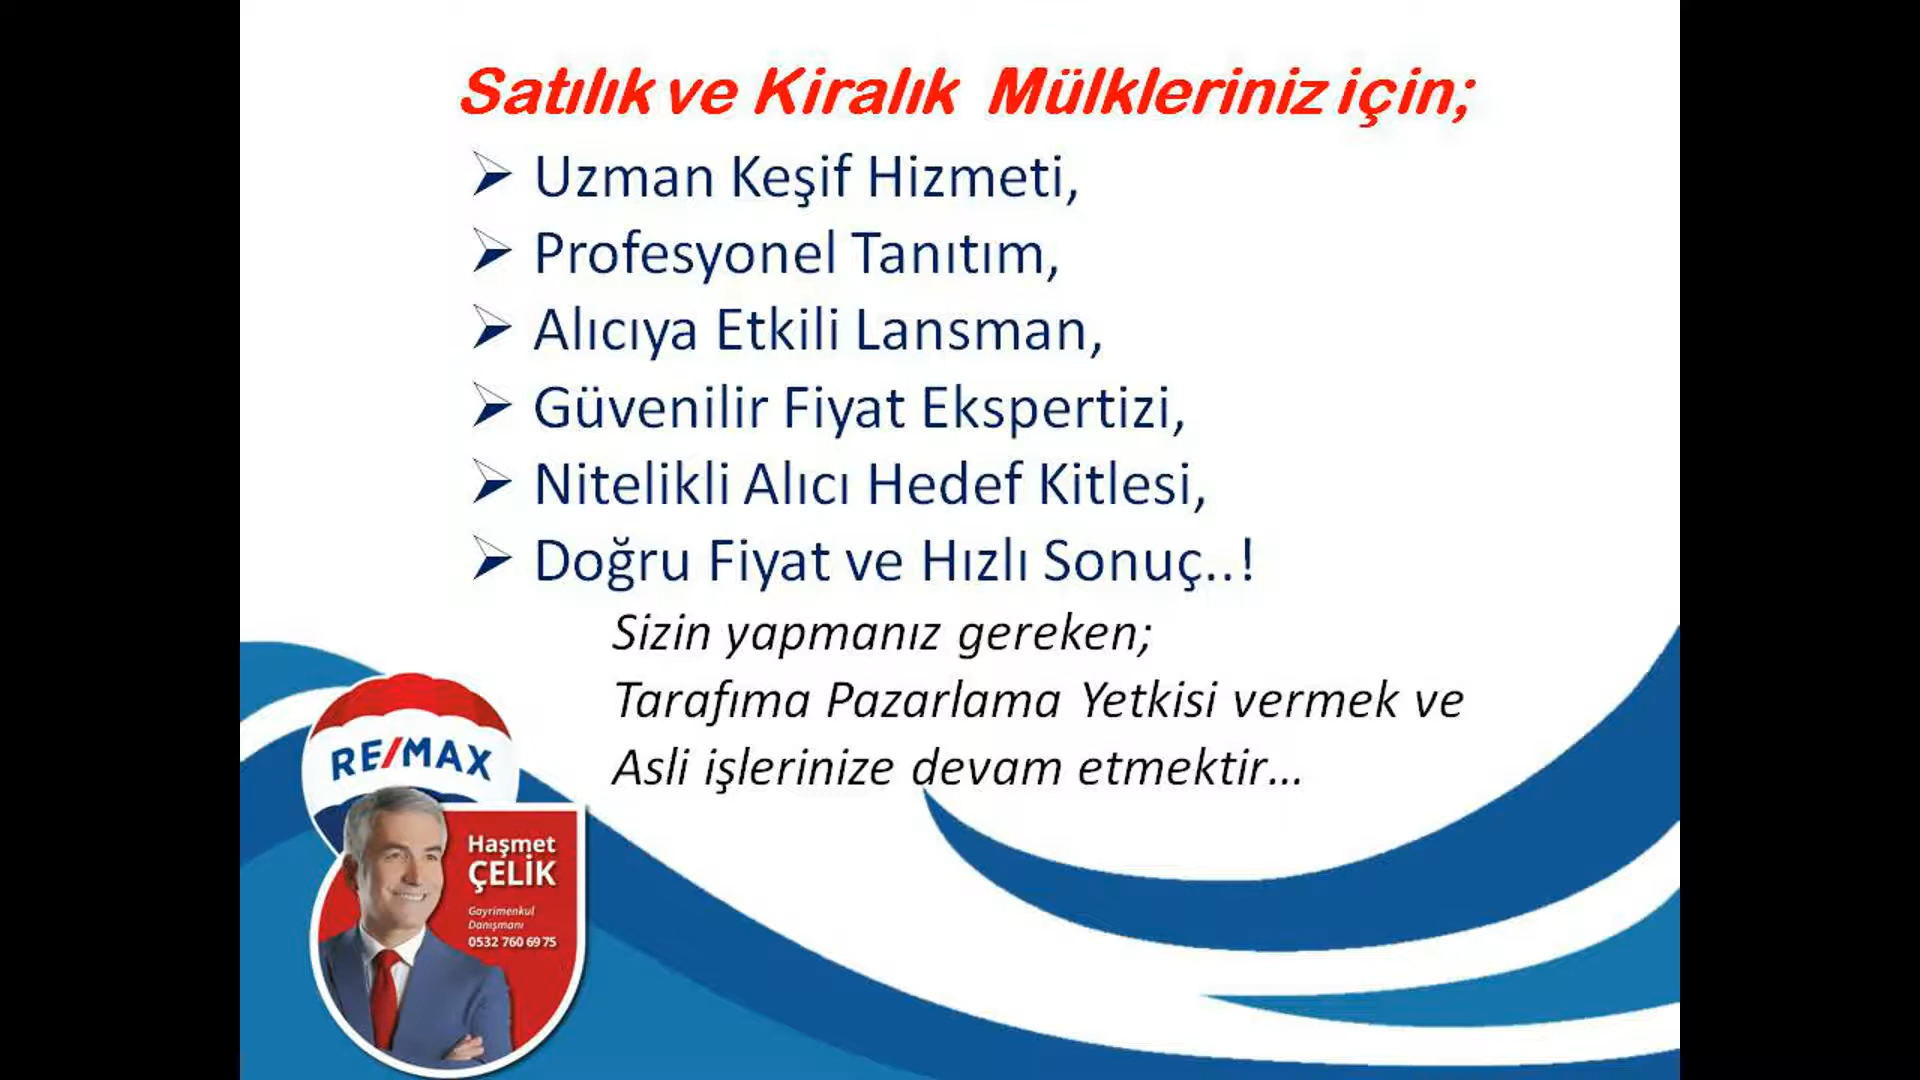 Satılık ve Kiralık Mülkleriniz için;
Uzman Keşif Hizmeti,
Profesyonel Tanıtım,
Alıcıya Etkili Lansman,
Güvenilir Fiyat Ekspertizi,
Nitelikli Alıcı Hedef Kitlesi,
Doğru Fiyat ve Hızlı Sonuç..!
Sizin yapmanız gereken;
Tarafıma Pazarlama Yetkisi vermek ve
Asli işlerinize devam etmektir...
RE/MAX
Haşmet
ÇELİK
Gayrimenkul
Danışmanı
0532 760 69 75